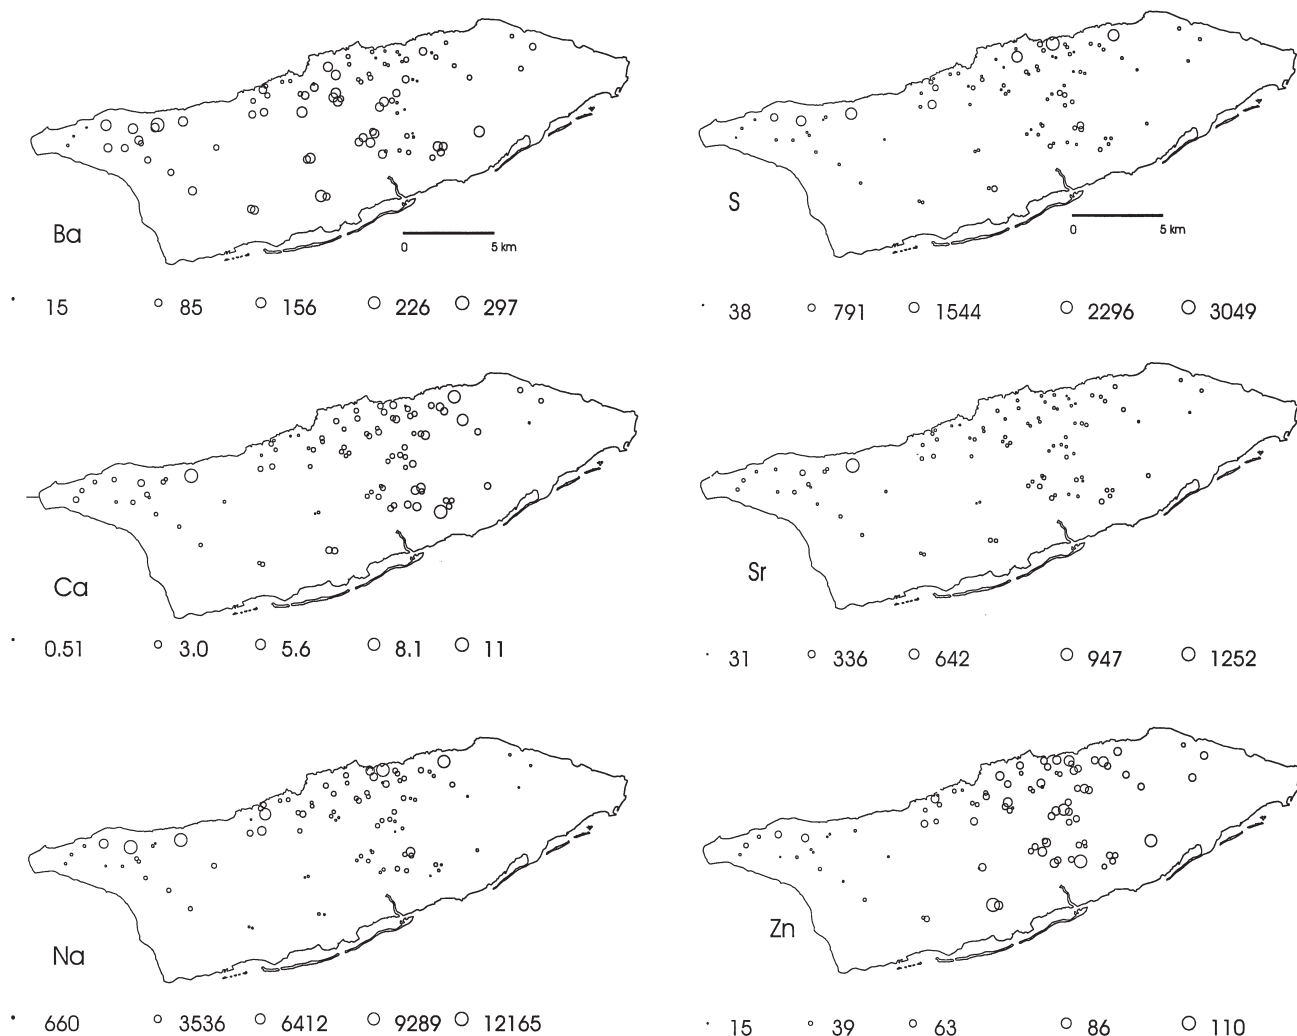 Ba
0 5 km
15 85 156 226 297
S
0 5 km
38 791 1544 2296 3049
Ca
0.51 3.0 5.6 8.1 11
Sr
31 336 642 947 1252
Na
660 3536 6412 9289 12165
Zn
15 39 63 86 110